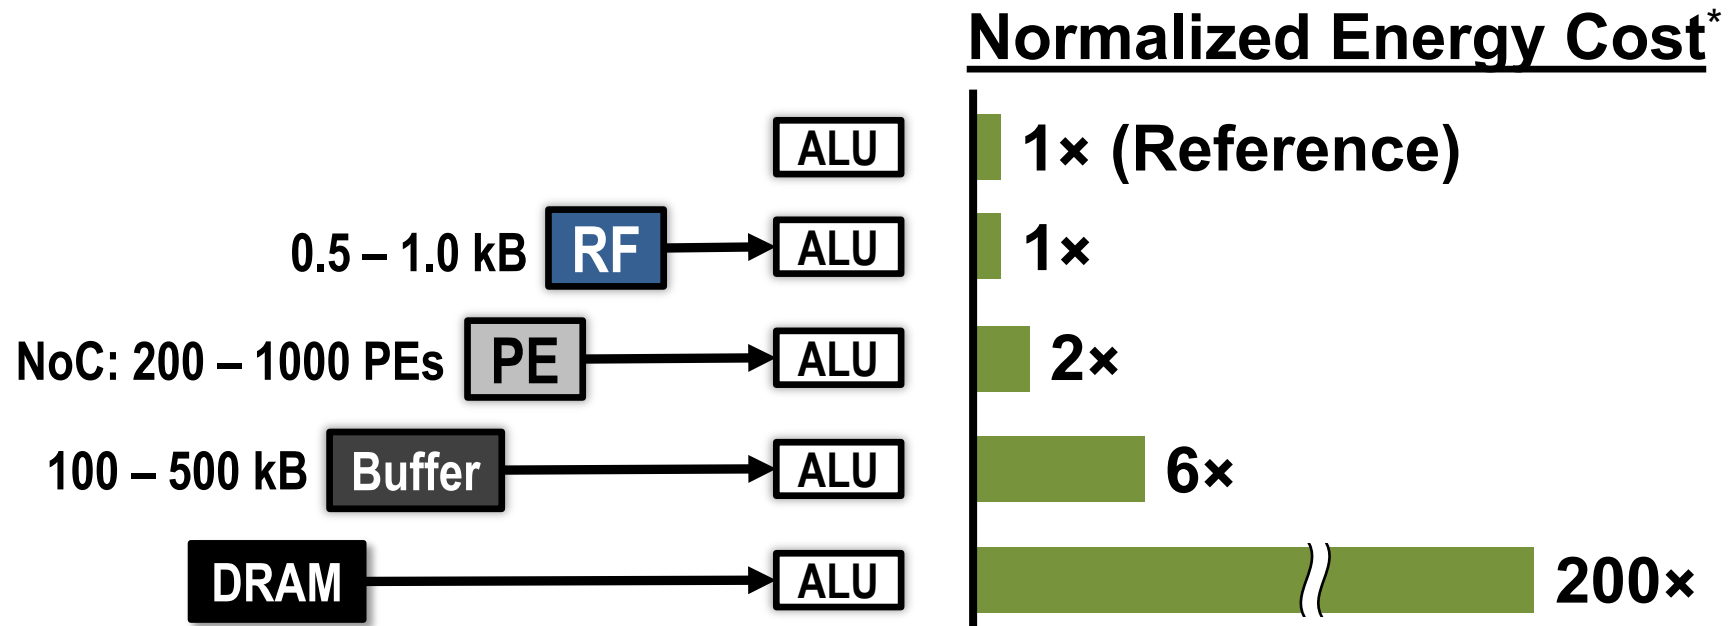 Normalized Energy Cost*
ALU 1× (Reference)
0.5 – 1.0 kB RF ALU 1×
NoC: 200 – 1000 PEs PE ALU 2×
100 – 500 kB Buffer ALU 6×
DRAM ALU 200×